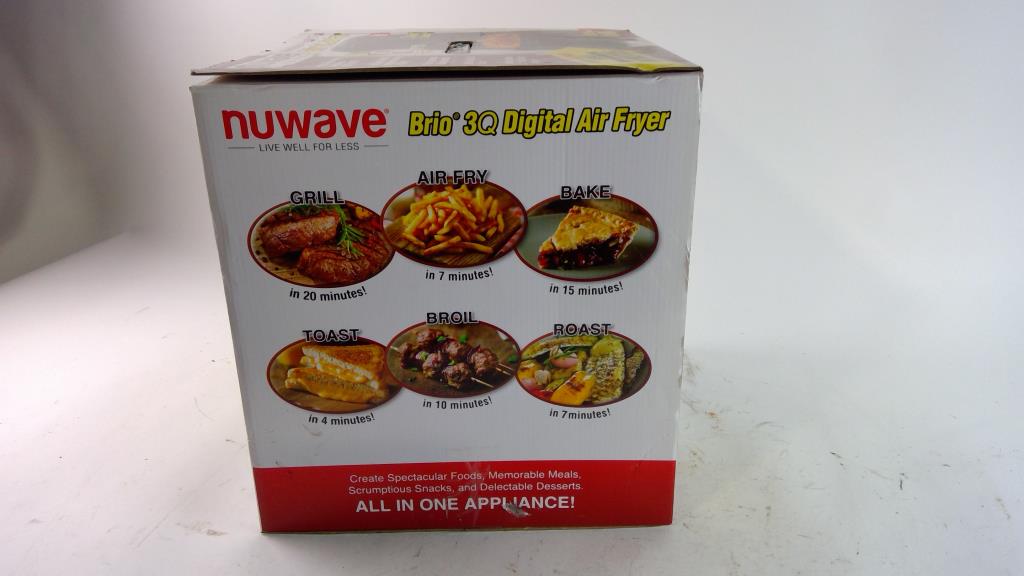 nuwave®
LIVE WELL FOR LESS
Brio® 3Q Digital Air Fryer
GRILL
in 20 minutes!
AIR FRY
in 7 minutes!
BAKE
in 15 minutes!
TOAST
in 4 minutes!
BROIL
in 10 minutes!
ROAST
in 7 minutes!
Create Spectacular Foods, Memorable Meals,
Scrumptious Snacks, and Delectable Desserts.
ALL IN ONE APPLIANCE!